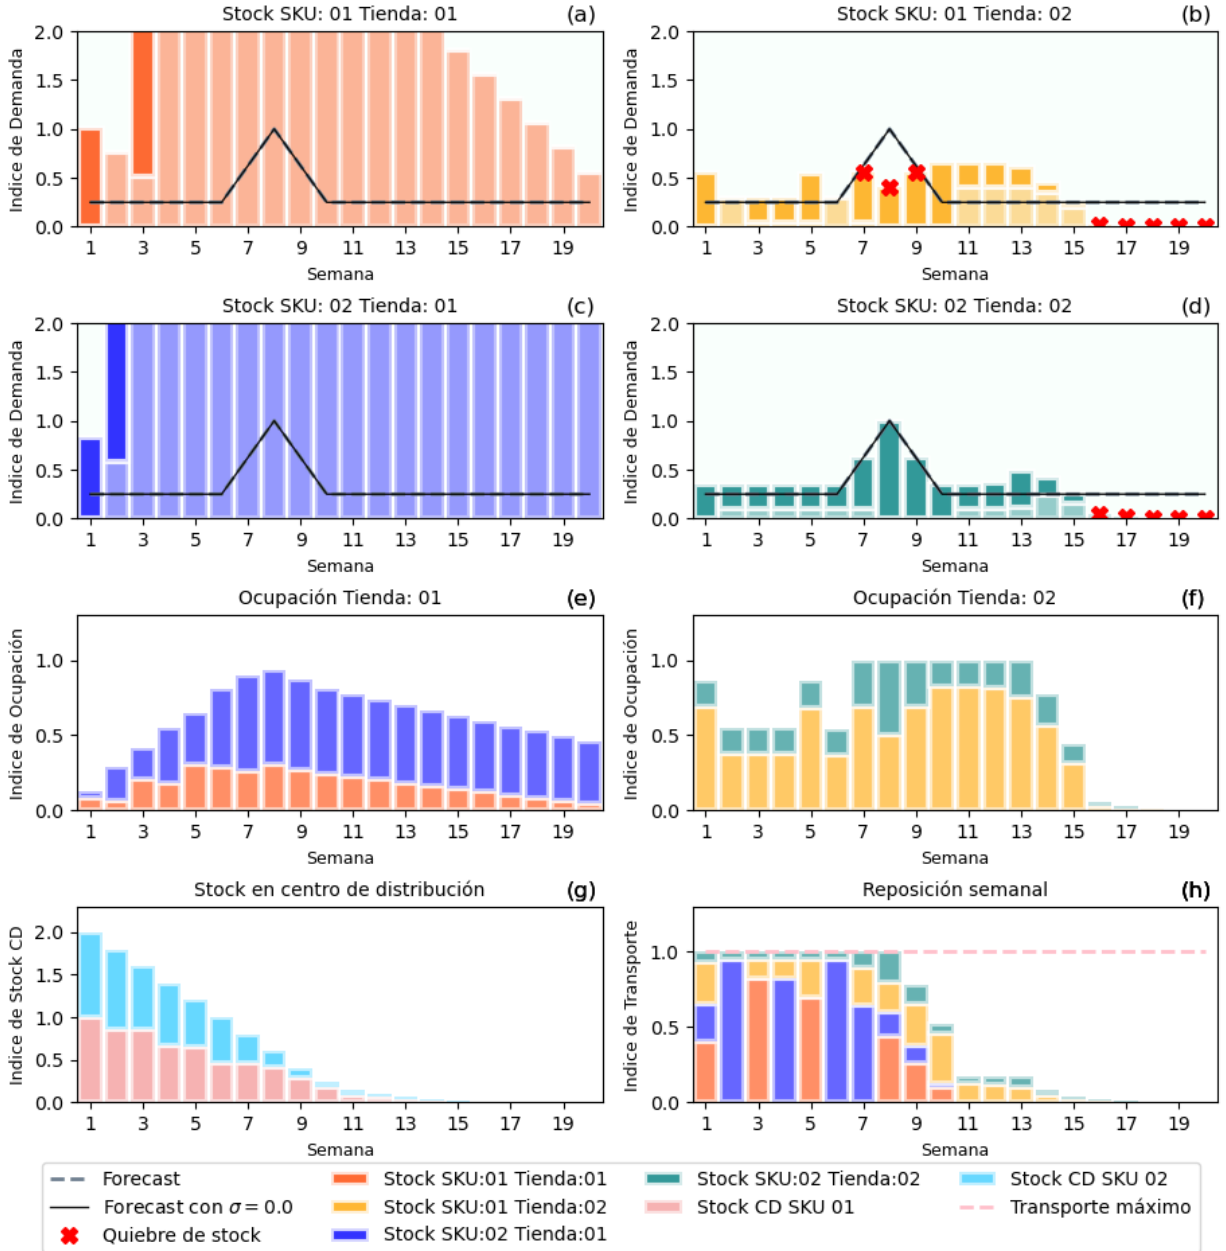 Stock SKU: 01 Tienda: 01 (a)
Indice de Demanda
2.0
1.5
1.0
0.5
0.0
1 3 5 7 9 11 13 15 17 19
Semana
Stock SKU: 01 Tienda: 02 (b)
Indice de Demanda
2.0
1.5
1.0
0.5
0.0
1 3 5 7 9 11 13 15 17 19
Semana
Stock SKU: 02 Tienda: 01 (c)
Indice de Demanda
2.0
1.5
1.0
0.5
0.0
1 3 5 7 9 11 13 15 17 19
Semana
Stock SKU: 02 Tienda: 02 (d)
Indice de Demanda
2.0
1.5
1.0
0.5
0.0
1 3 5 7 9 11 13 15 17 19
Semana
Ocupación Tienda: 01 (e)
Indice de Ocupación
1.0
0.5
0.0
1 3 5 7 9 11 13 15 17 19
Semana
Ocupación Tienda: 02 (f)
Indice de Ocupación
1.0
0.5
0.0
1 3 5 7 9 11 13 15 17 19
Semana
Stock en centro de distribución (g)
Indice de Stock CD
2.0
1.5
1.0
0.5
0.0
1 3 5 7 9 11 13 15 17 19
Semana
Reposición semanal (h)
Indice de Transporte
1.0
0.5
0.0
1 3 5 7 9 11 13 15 17 19
Semana
Forecast
Forecast con σ = 0.0
Quiebre de stock
Stock SKU:01 Tienda:01
Stock SKU:01 Tienda:02
Stock SKU:02 Tienda:01
Stock SKU:02 Tienda:02
Stock CD SKU 01
Stock CD SKU 02
Transporte máximo